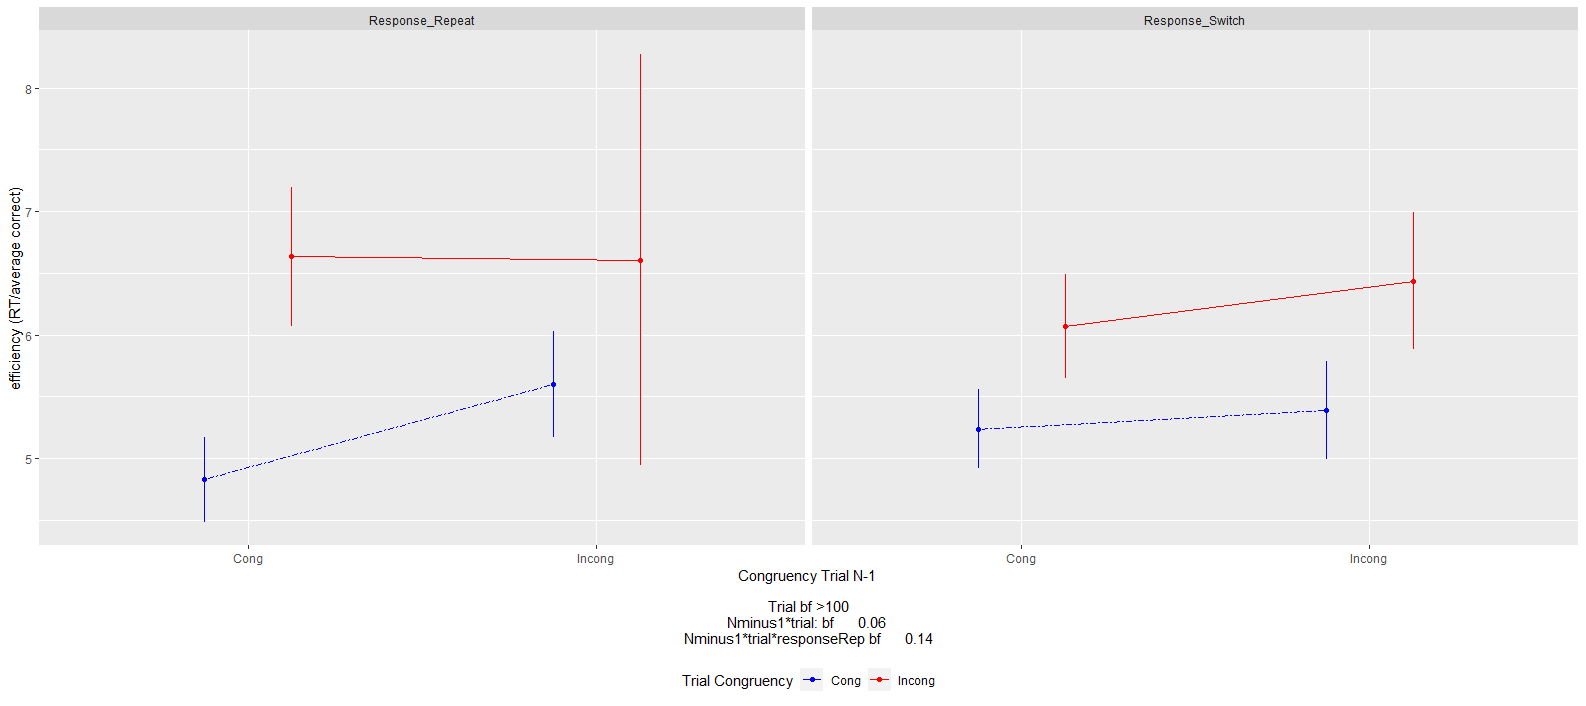 Response_Repeat
Response_Switch
efficiency (RT/average correct)
8
7
6
5
Cong
Incong
Cong
Incong
Congruency Trial N-1
Trial bf >100
Nminus1*trial: bf 0.06
Nminus1*trial*responseRep bf 0.14
Trial Congruency Cong Incong